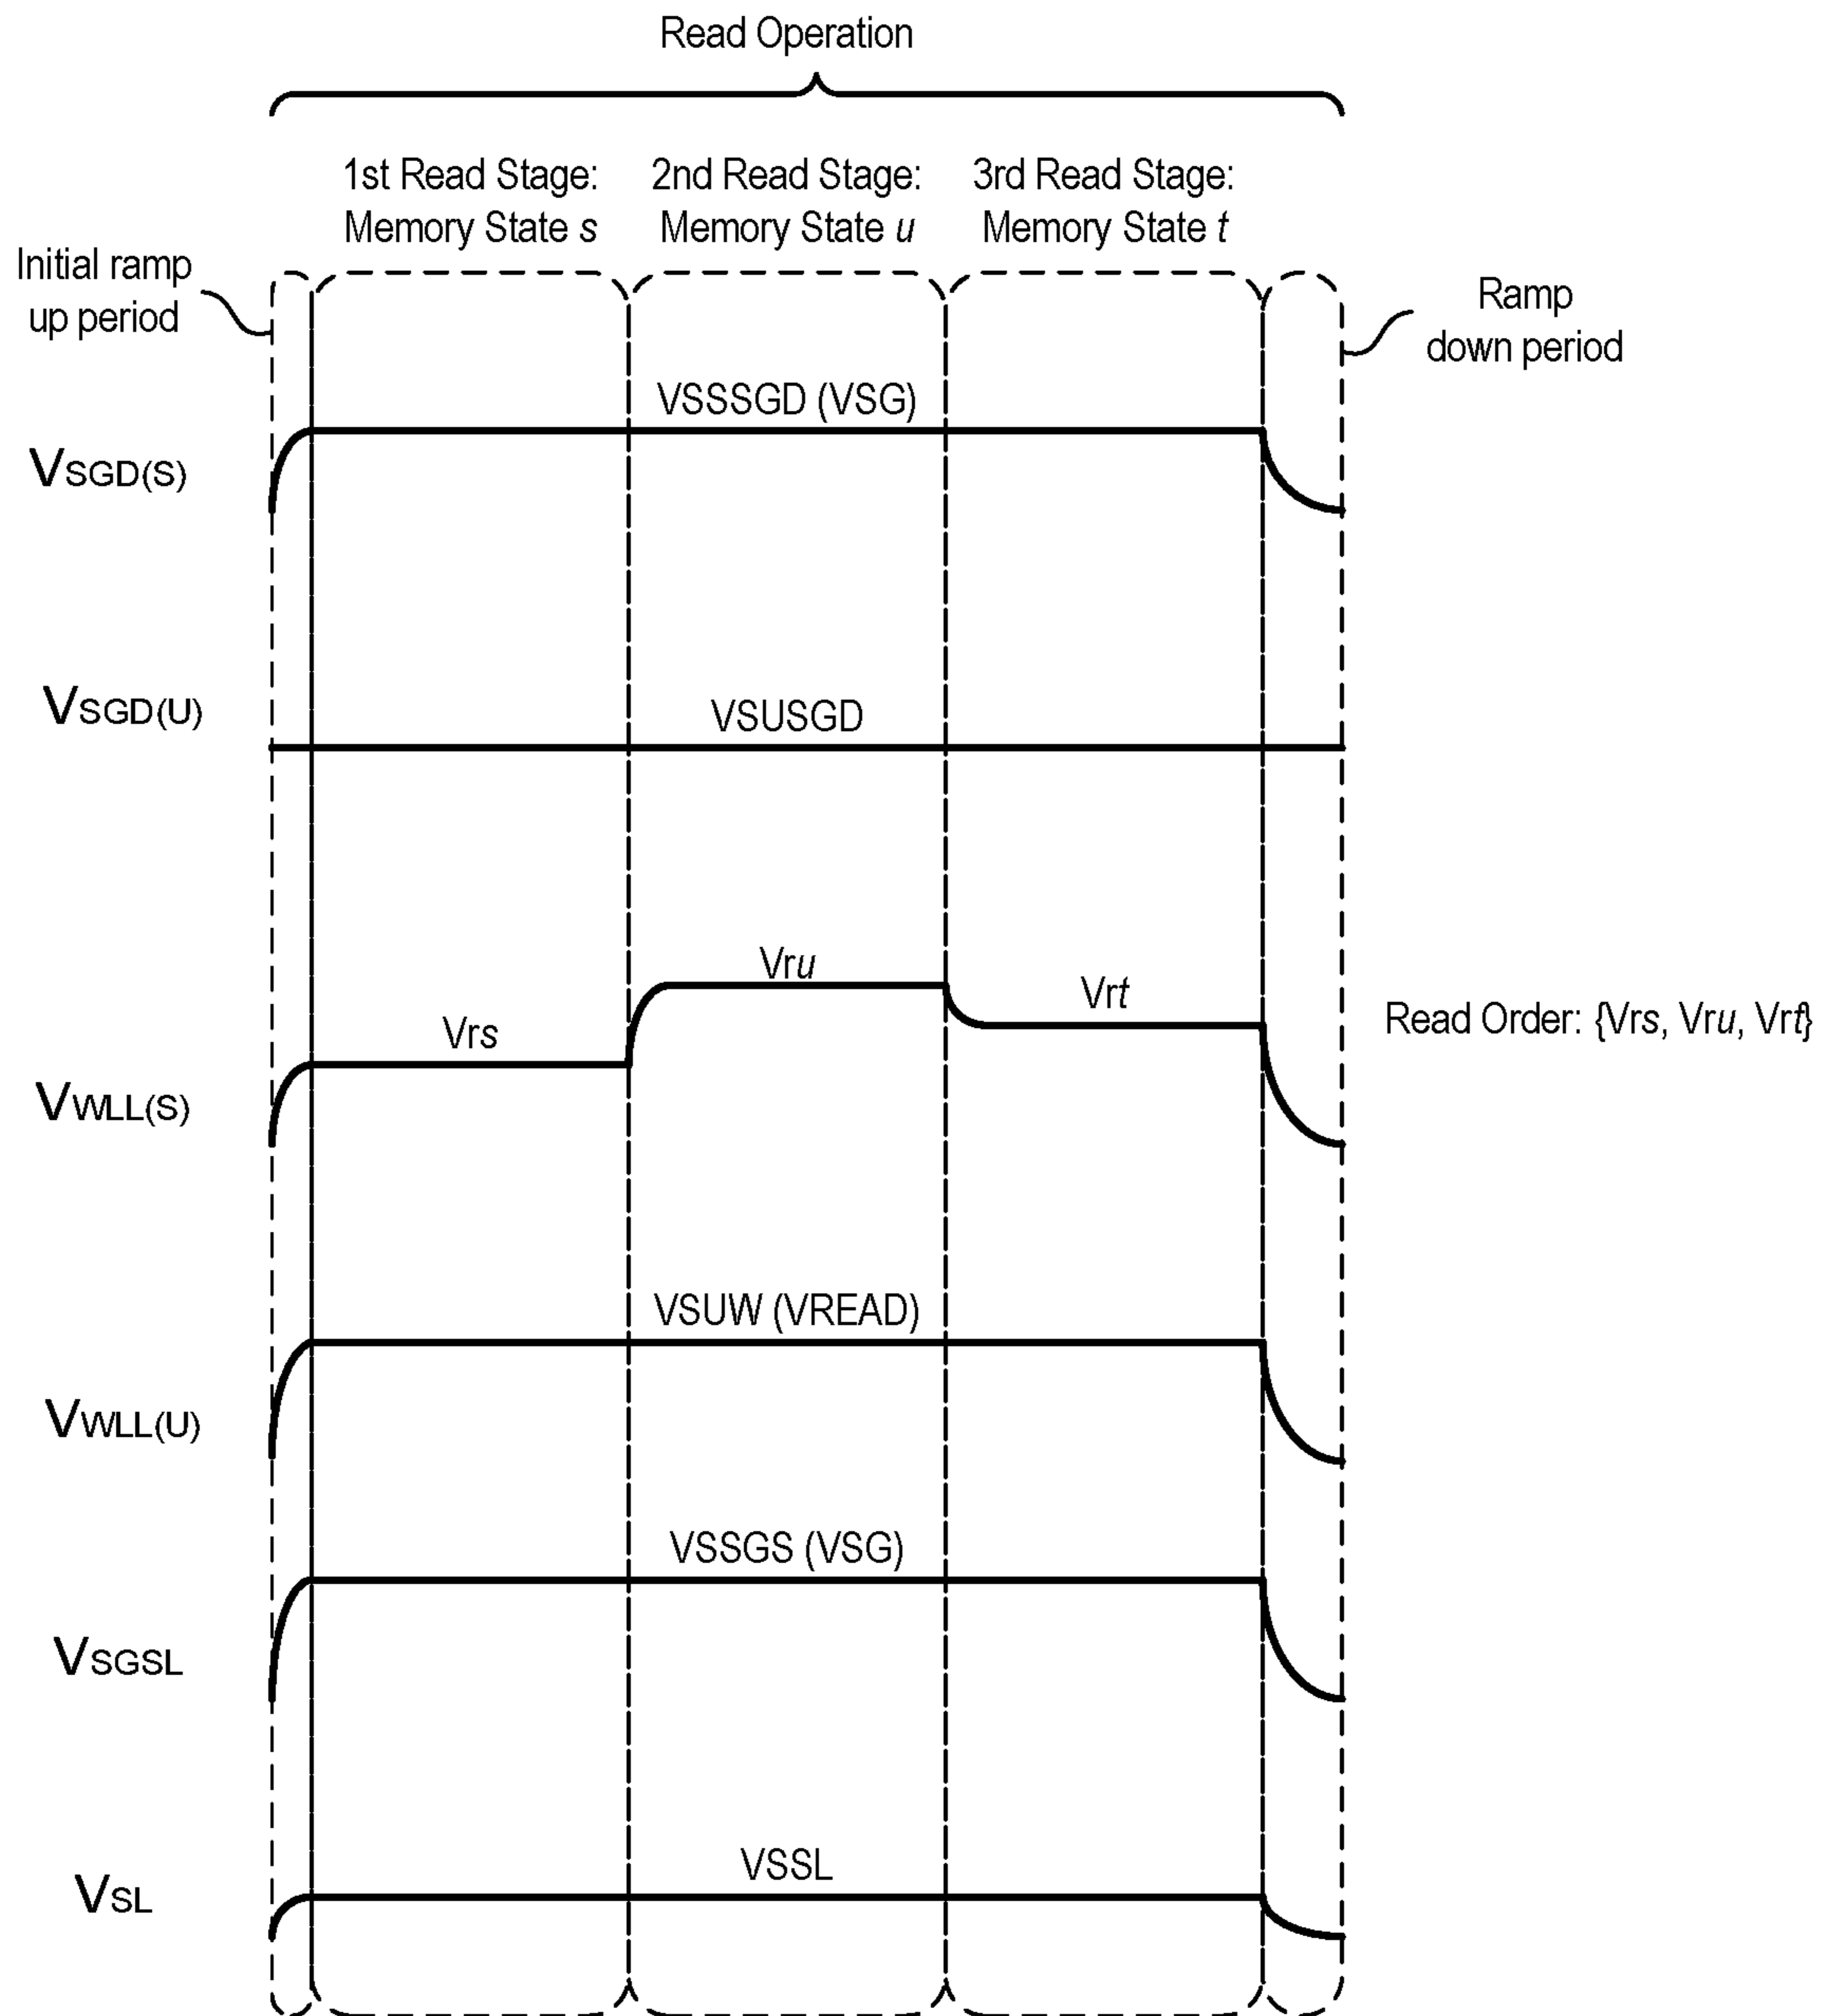 Read Operation
1st Read Stage:
Memory State s
2nd Read Stage:
Memory State u
3rd Read Stage:
Memory State t
Initial ramp
up period
Ramp
down period
VSSSGD (VSG)
VSGD(S)
VSUSGD
VSGD(U)
Vrs
Vru
Vrt
VWLL(S)
Read Order: {Vrs, Vru, Vrt}
VSUW (VREAD)
VWLL(U)
VSSGS (VSG)
VSGSL
VSSL
VSL